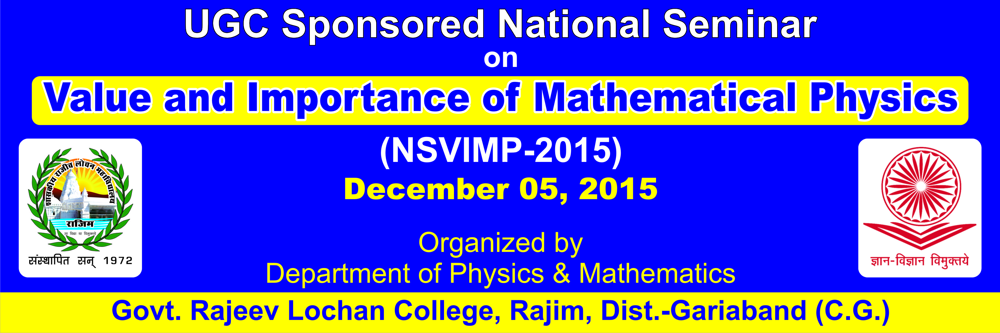 UGC Sponsored National Seminar
on
Value and Importance of Mathematical Physics
(NSVIMP-2015)
December 05, 2015
शासकीय राजीव लोचन महाविद्यालय
राजिम
सा विद्या या विमुक्तये
संस्थापित सन् 1972
ज्ञान-विज्ञान विमुक्तये
Organized by
Department of Physics & Mathematics
Govt. Rajeev Lochan College, Rajim, Dist.-Gariaband (C.G.)